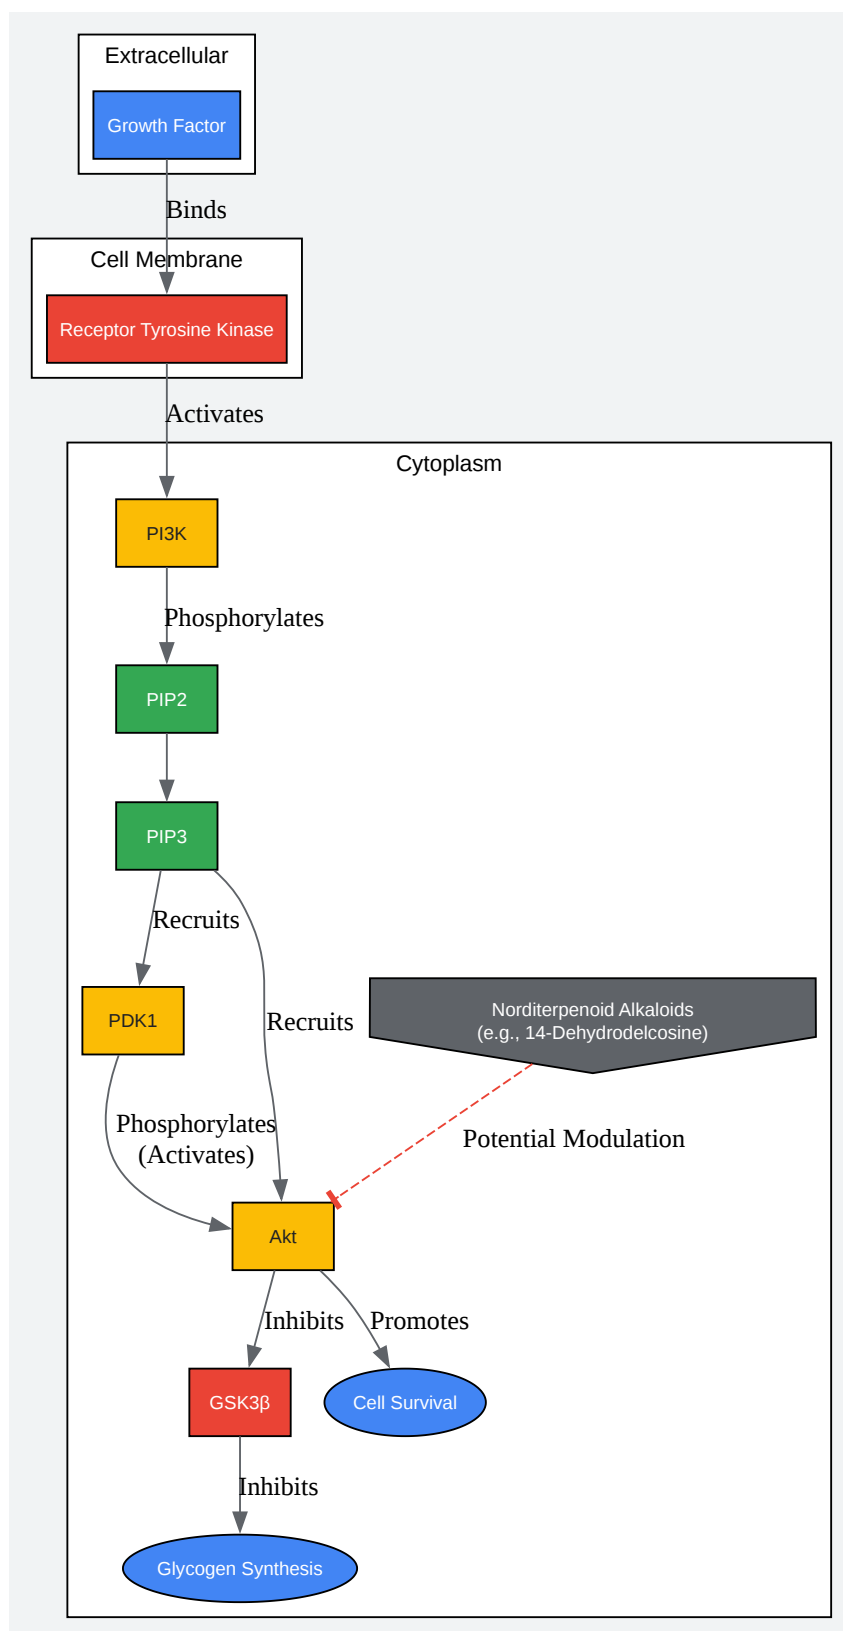 Extracellular
Growth Factor
Binds
Cell Membrane
Receptor Tyrosine Kinase
Activates
Cytoplasm
PI3K
Phosphorylates
PIP2
PIP3
Recruits
PDK1
Recruits
Norditerpenoid Alkaloids
(e.g., 14-Dehydrodelcosine)
Phosphorylates
(Activates)
Potential Modulation
Akt
Inhibits
Promotes
GSK3β
Cell Survival
Inhibits
Glycogen Synthesis